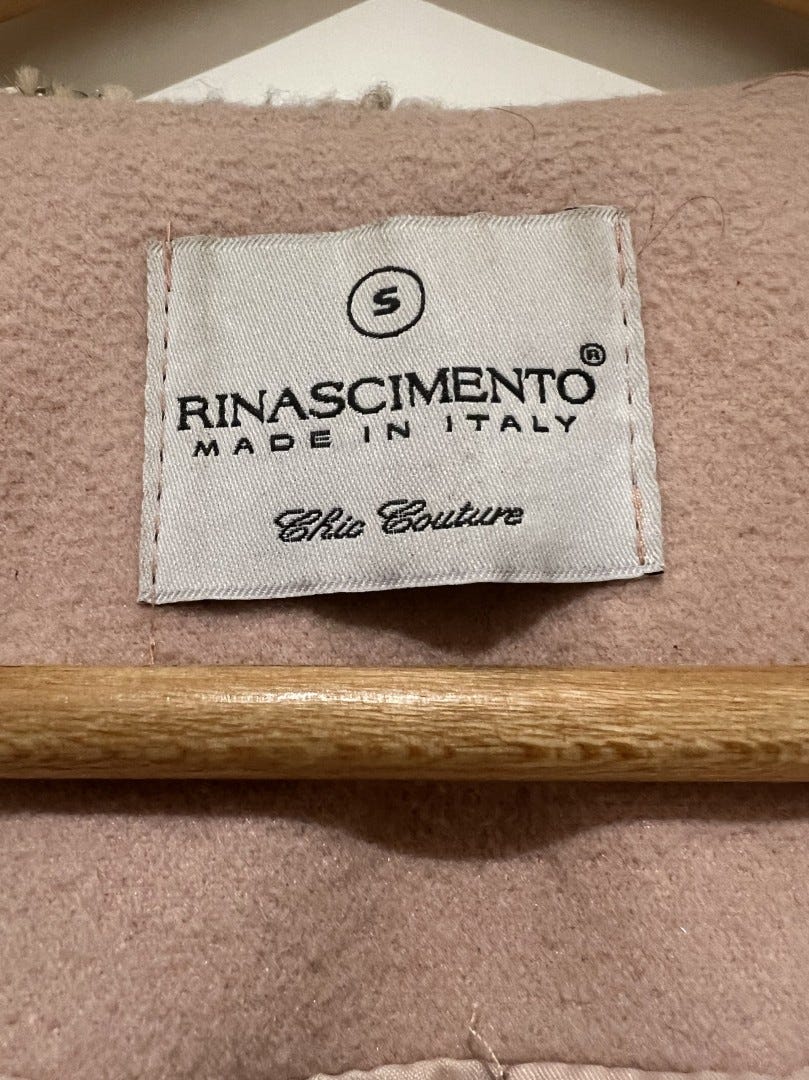 S
RINASCIMENTO®
MADE IN ITALY
Chic Couture